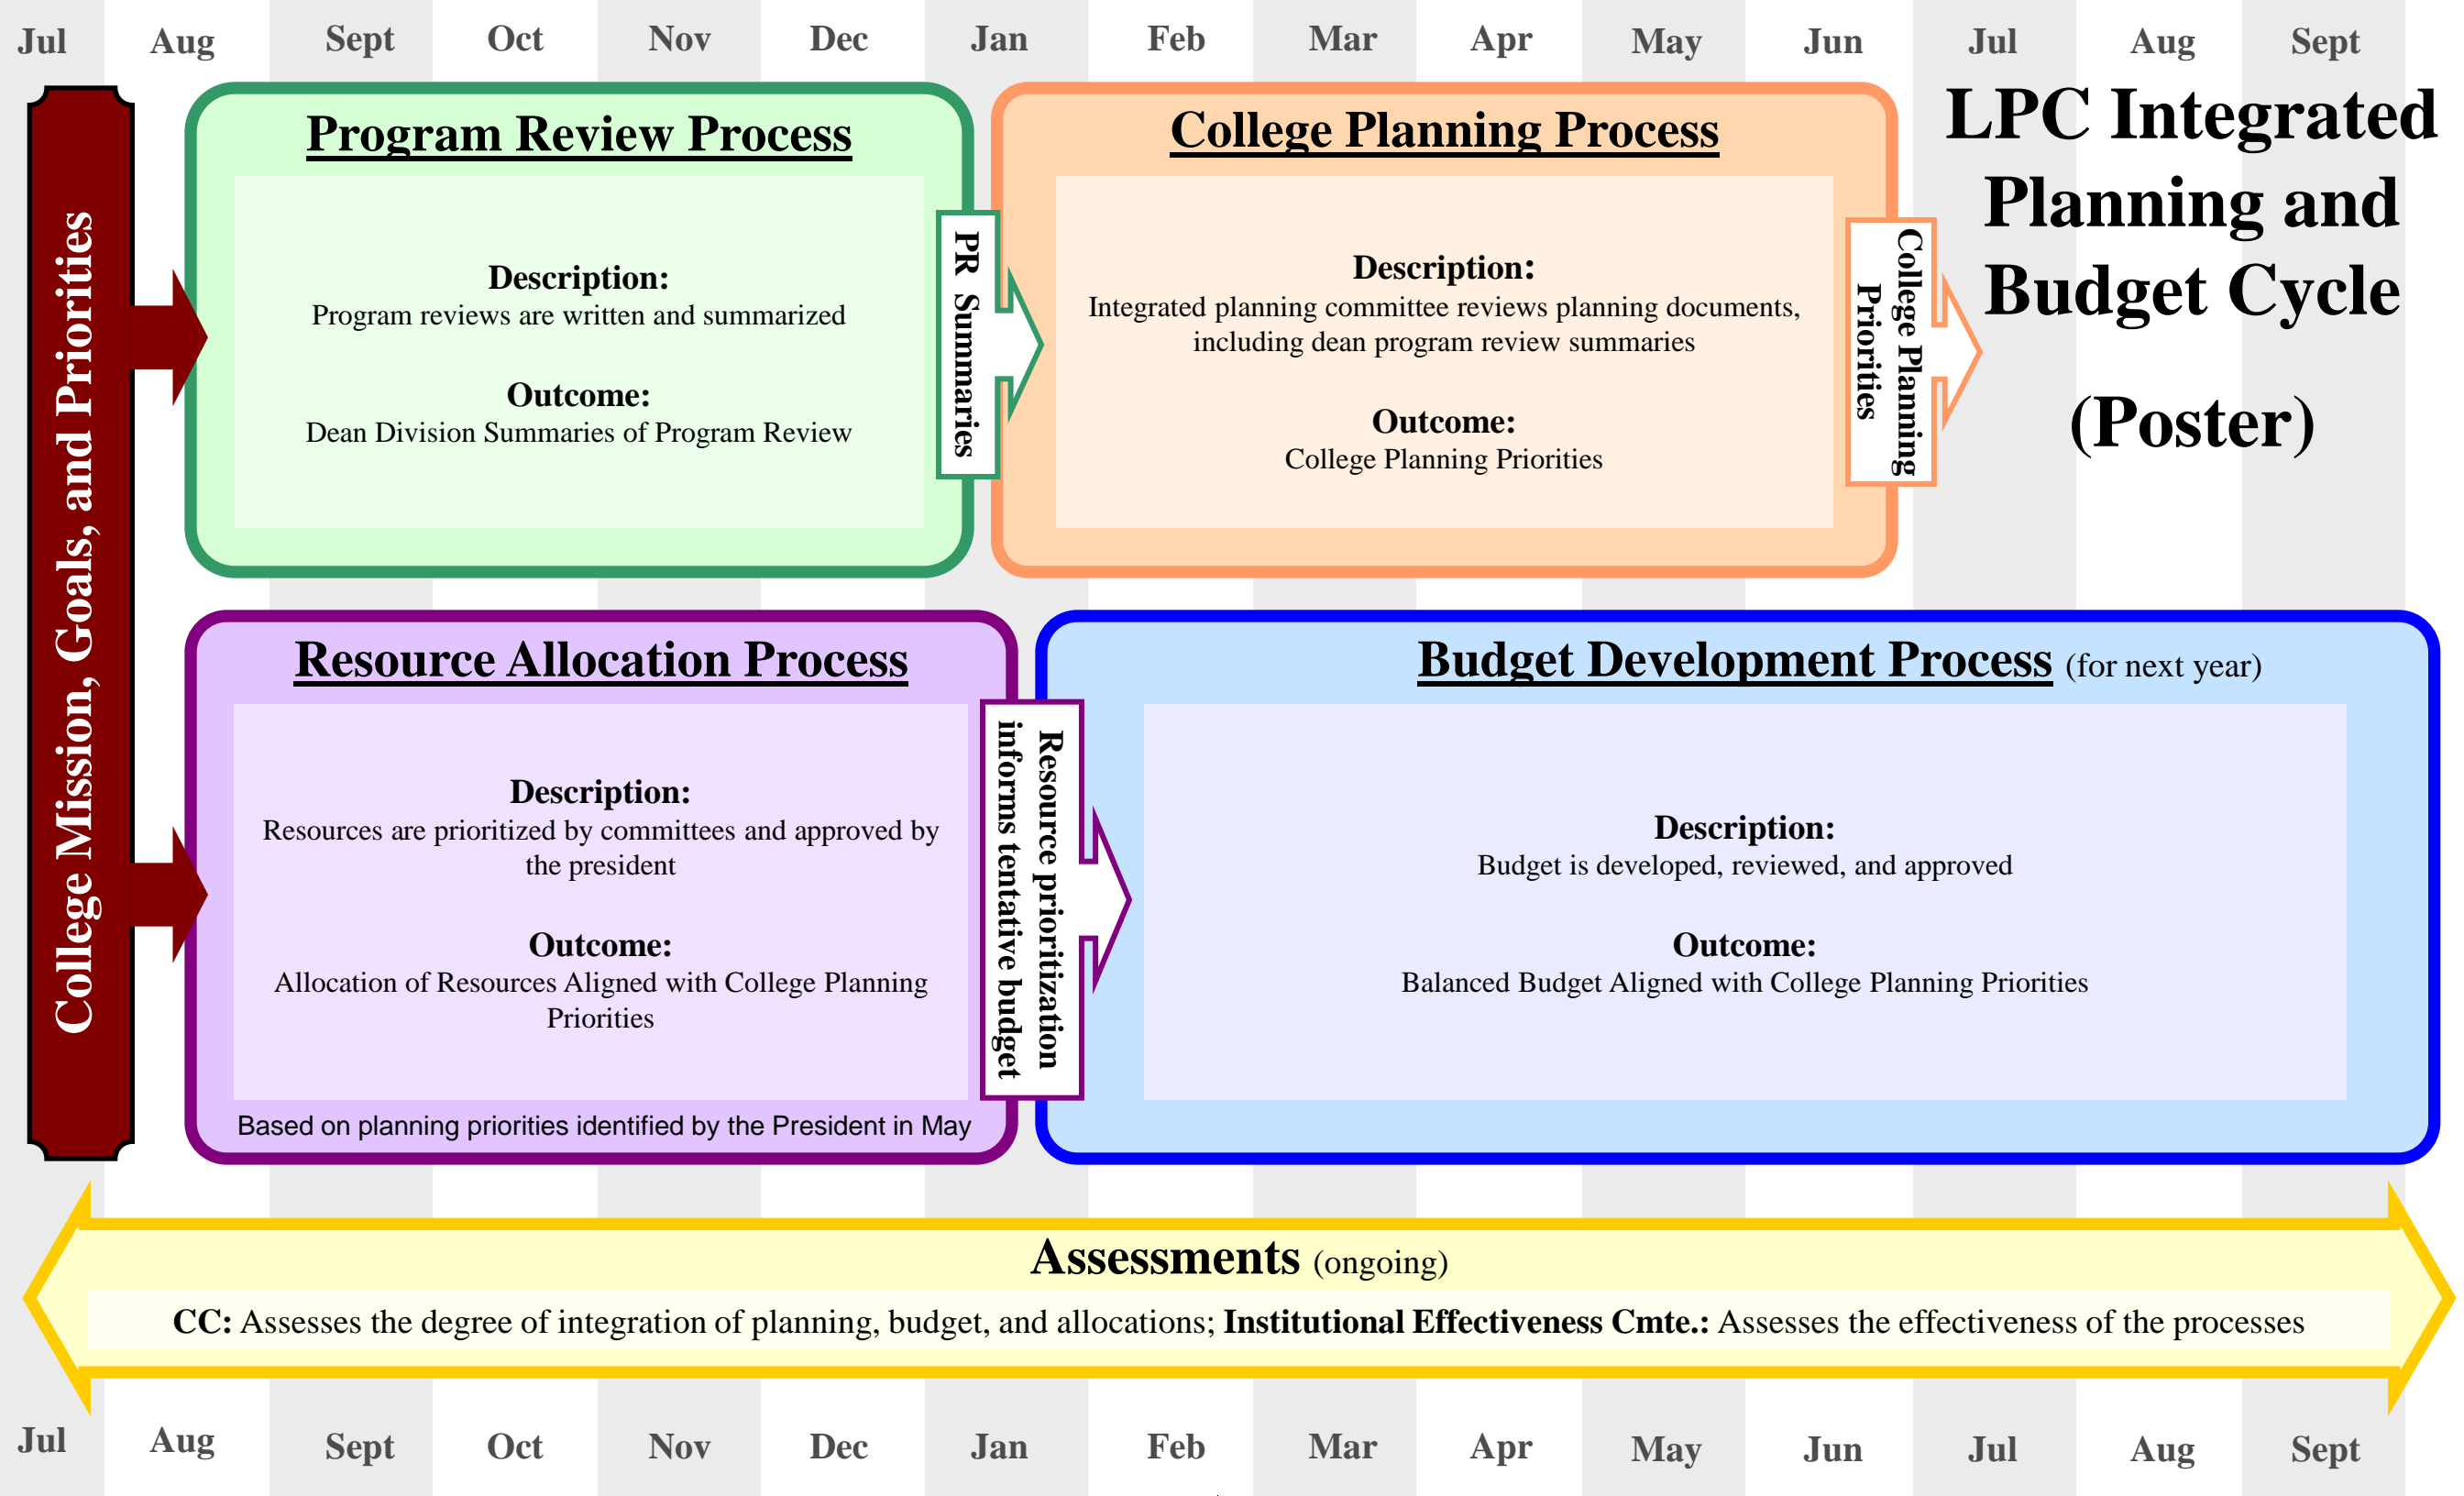 Jul Aug Sept Oct Nov Dec Jan Feb Mar Apr May Jun Jul Aug Sept
LPC Integrated
Planning and
Budget Cycle
(Poster)
College Mission, Goals, and Priorities
Program Review Process
Description:
Program reviews are written and summarized
Outcome:
Dean Division Summaries of Program Review
PR Summaries
College Planning Process
Description:
Integrated planning committee reviews planning documents,
including dean program review summaries
Outcome:
College Planning Priorities
College Planning
Priorities
Resource Allocation Process
Description:
Resources are prioritized by committees and approved by
the president
Outcome:
Allocation of Resources Aligned with College Planning
Priorities
Based on planning priorities identified by the President in May
Resource prioritization
informs tentative budget
Budget Development Process (for next year)
Description:
Budget is developed, reviewed, and approved
Outcome:
Balanced Budget Aligned with College Planning Priorities
Assessments (ongoing)
CC: Assesses the degree of integration of planning, budget, and allocations; Institutional Effectiveness Cmte.: Assesses the effectiveness of the processes
Jul Aug Sept Oct Nov Dec Jan Feb Mar Apr May Jun Jul Aug Sept